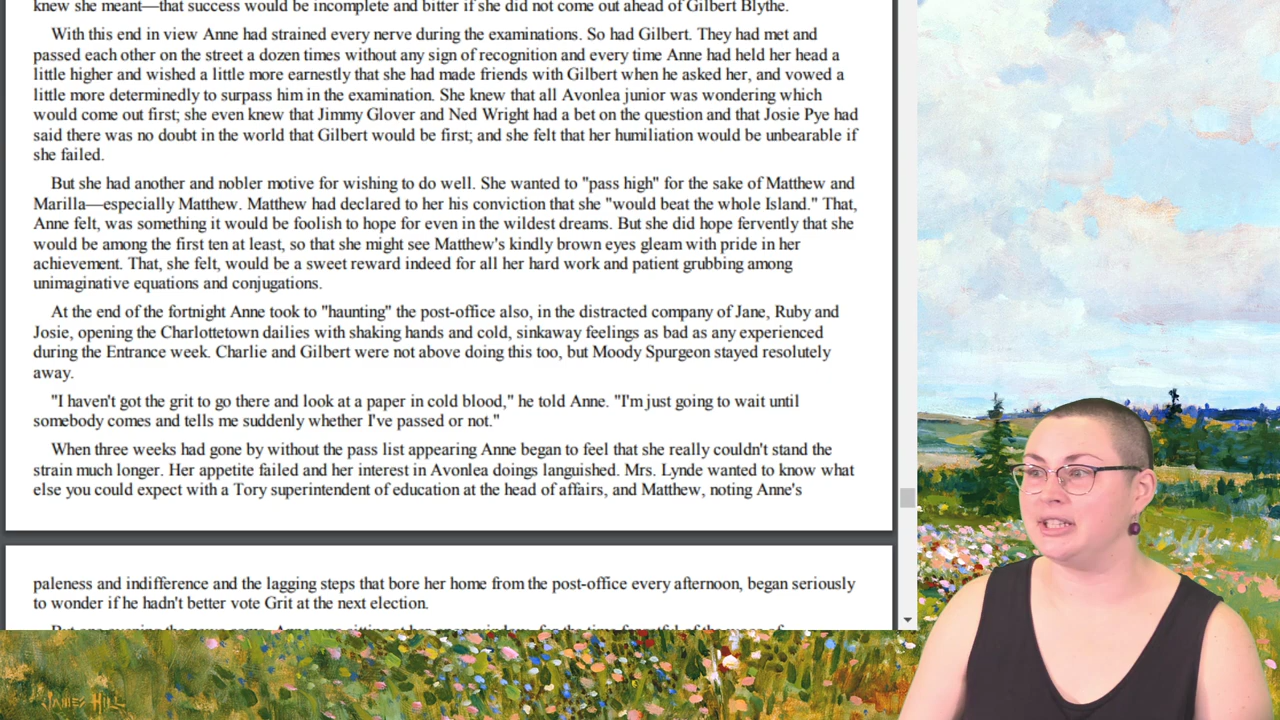 knew she meant—that success would be incomplete and bitter if she did not come out ahead of Gilbert Blythe.
With this end in view Anne had strained every nerve during the examinations. So had Gilbert. They had met and
passed each other on the street a dozen times without any sign of recognition and every time Anne had held her head a
little higher and wished a little more earnestly that she had made friends with Gilbert when he asked her, and vowed a
little more determinedly to surpass him in the examination. She knew that all Avonlea junior was wondering which
would come out first; she even knew that Jimmy Glover and Ned Wright had a bet on the question and that Josie Pye had
said there was no doubt in the world that Gilbert would be first; and she felt that her humiliation would be unbearable if
she failed.
But she had another and nobler motive for wishing to do well. She wanted to "pass high" for the sake of Matthew and
Marilla—especially Matthew. Matthew had declared to her his conviction that she "would beat the whole Island." That,
Anne felt, was something it would be foolish to hope for even in the wildest dreams. But she did hope fervently that she
would be among the first ten at least, so that she might see Matthew's kindly brown eyes gleam with pride in her
achievement. That, she felt, would be a sweet reward indeed for all her hard work and patient grubbing among
unimaginative equations and conjugations.
At the end of the fortnight Anne took to "haunting" the post-office also, in the distracted company of Jane, Ruby and
Josie, opening the Charlottetown dailies with shaking hands and cold, sinkaway feelings as bad as any experienced
during the Entrance week. Charlie and Gilbert were not above doing this too, but Moody Spurgeon stayed resolutely
away.
"I haven't got the grit to go there and look at a paper in cold blood," he told Anne. "I'm just going to wait until
somebody comes and tells me suddenly whether I've passed or not."
When three weeks had gone by without the pass list appearing Anne began to feel that she really couldn't stand the
strain much longer. Her appetite failed and her interest in Avonlea doings languished. Mrs. Lynde wanted to know what
else you could expect with a Tory superintendent of education at the head of affairs, and Matthew, noting Anne's
paleness and indifference and the lagging steps that bore her home from the post-office every afternoon, began seriously
to wonder if he hadn't better vote Grit at the next election.
JAMES HILL